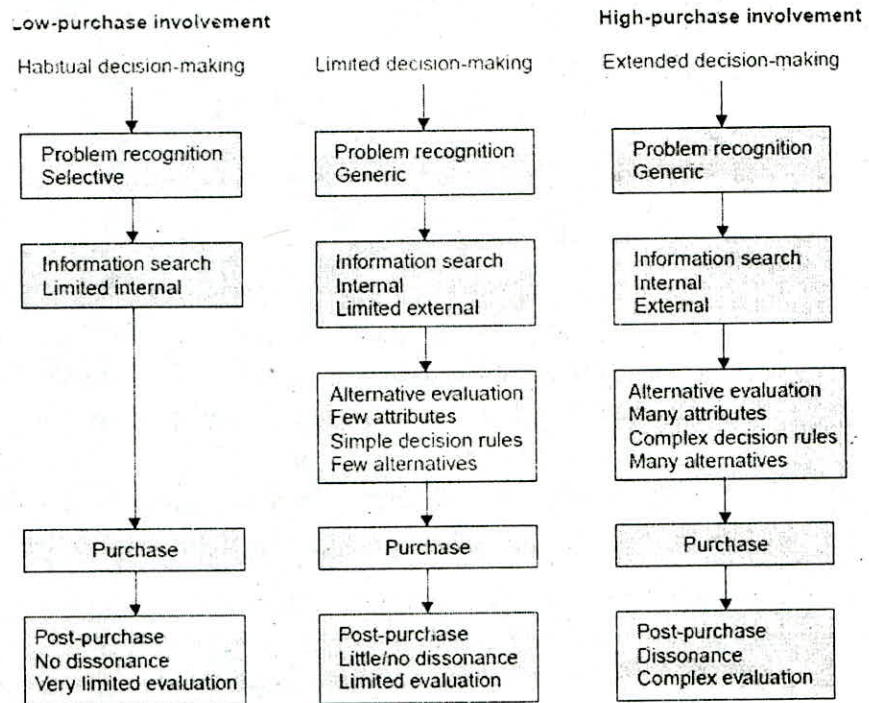 Low-purchase involvement
High-purchase involvement
Habitual decision-making
Limited decision-making
Extended decision-making
Problem recognition
Selective
Problem recognition
Generic
Problem recognition
Generic
Information search
Limited internal
Information search
Internal
Limited external
Information search
Internal
External
Alternative evaluation
Few attributes
Simple decision rules
Few alternatives
Alternative evaluation
Many attributes
Complex decision rules
Many alternatives
Purchase
Purchase
Purchase
Post-purchase
No dissonance
Very limited evaluation
Post-purchase
Little/no dissonance
Limited evaluation
Post-purchase
Dissonance
Complex evaluation